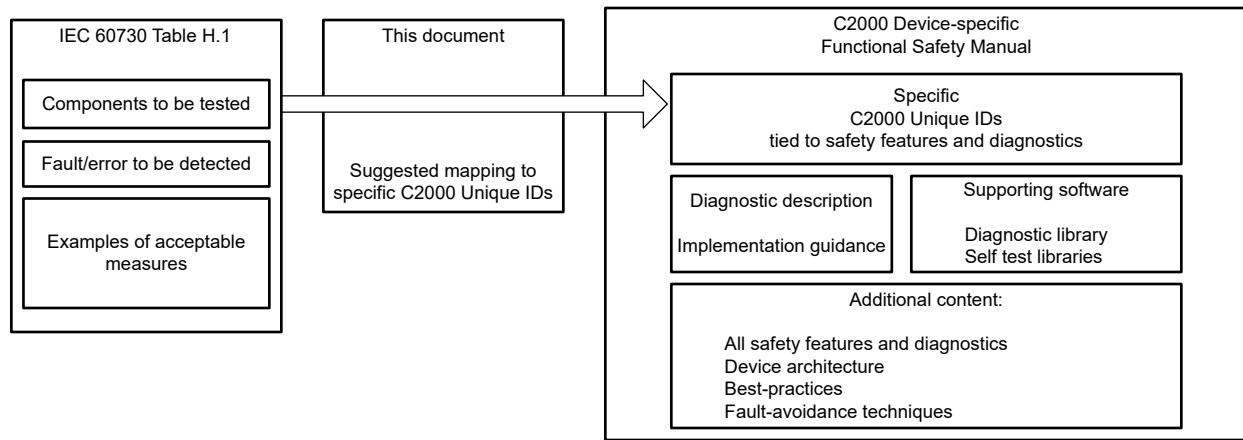 IEC 60730 Table H.1
Components to be tested
Fault/error to be detected
Examples of acceptable
measures
This document
Suggested mapping to
specific C2000 Unique IDs
C2000 Device-specific
Functional Safety Manual
Specific
C2000 Unique IDs
tied to safety features and diagnostics
Diagnostic description
Implementation guidance
Supporting software
Diagnostic library
Self test libraries
Additional content:
All safety features and diagnostics
Device architecture
Best-practices
Fault-avoidance techniques